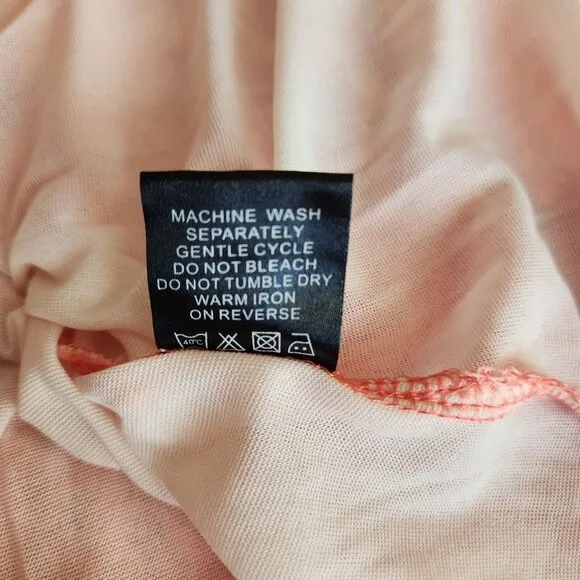 MACHINE WASH
SEPARATELY
GENTLE CYCLE
DO NOT BLEACH
DO NOT TUMBLE DRY
WARM IRON
ON REVERSE
40°C